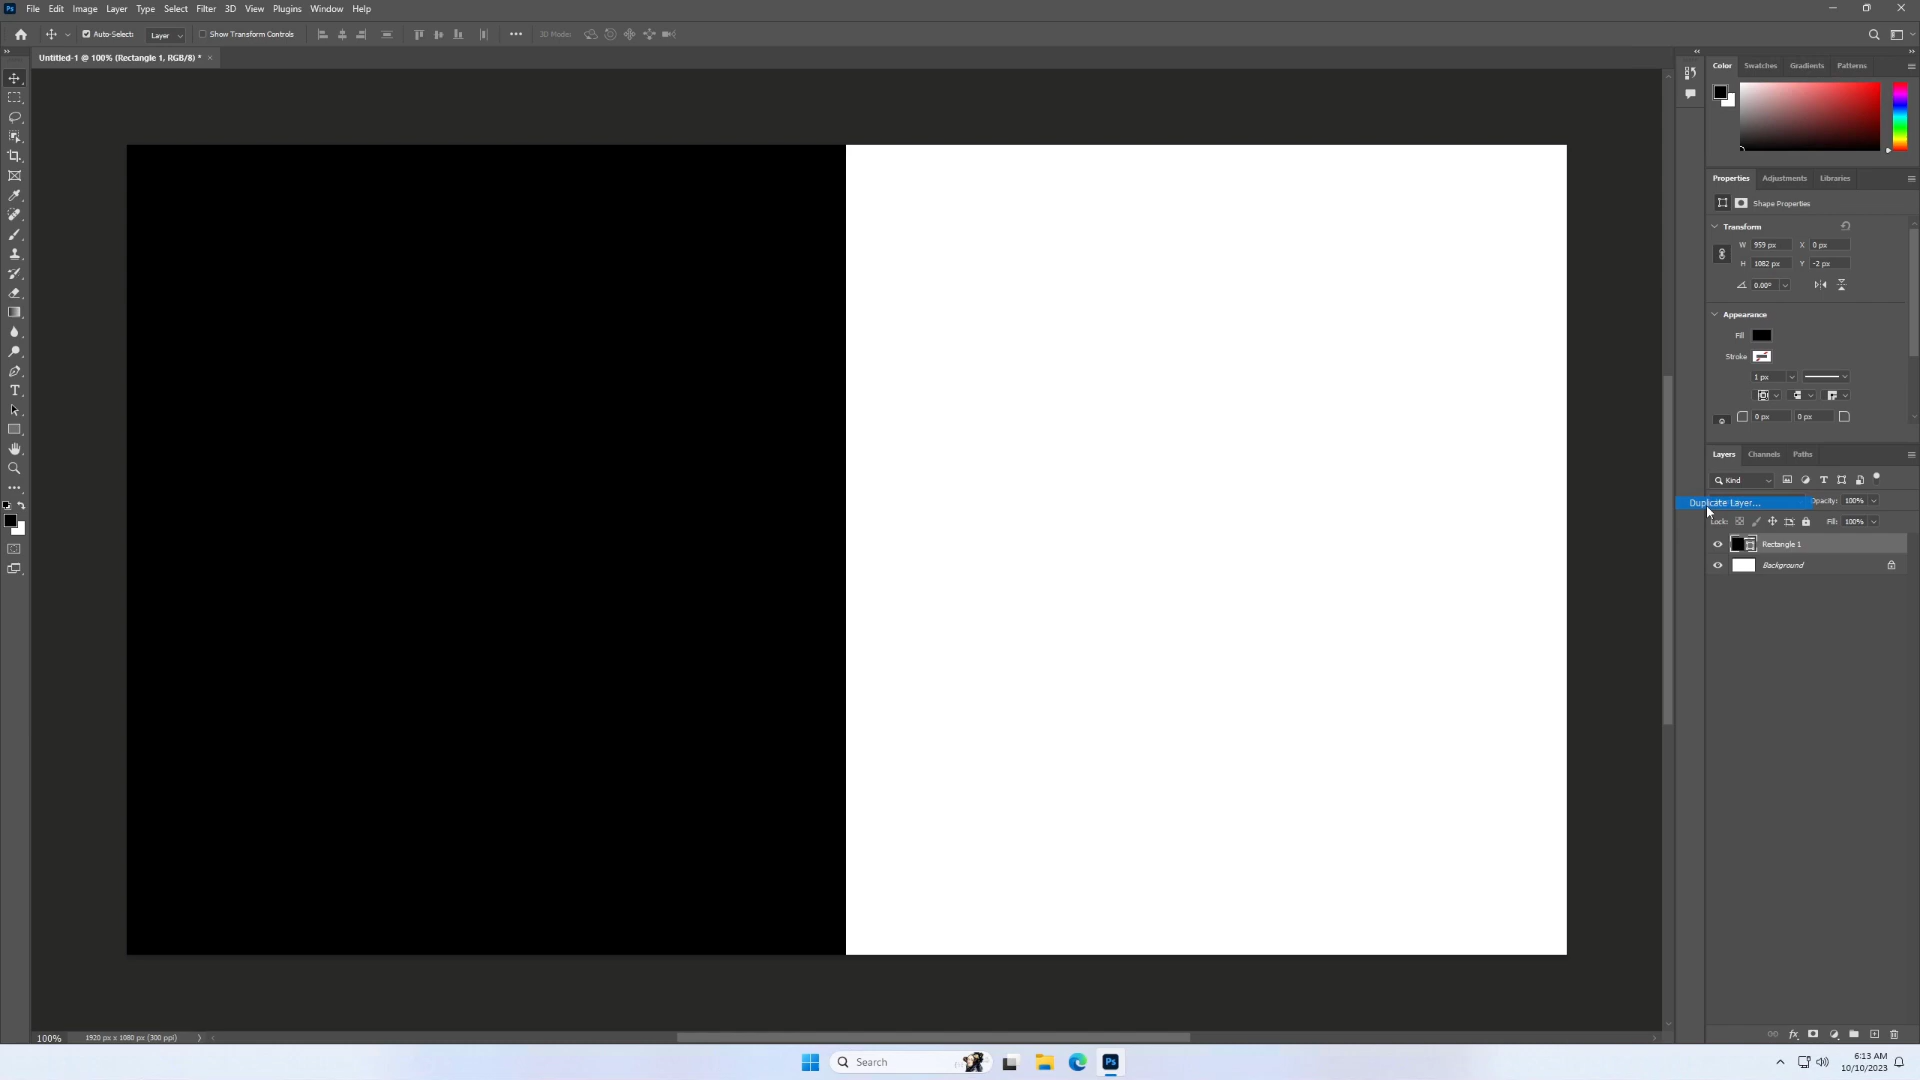 Ps File Edit Image Layer Type Select Filter 3D View Plugins Window Help
Auto-Select: Layer Show Transform Controls 3D Mode:
Untitled-1 @ 100% (Rectangle 1, RGB/8) *
Color Swatches Gradients Patterns
Properties Adjustments Libraries
Shape Properties
Transform
W 959 px X 0 px
H 1082 px Y -2 px
0.00°
Appearance
Fill
Stroke
1 px
0 px 0 px
Layers Channels Paths
Kind
Duplicate Layer... Opacity: 100%
Lock: Fill: 100%
Rectangle 1
Background
100% 1920 px x 1080 px (300 ppi)
Search Ps
6:13 AM
10/10/2023